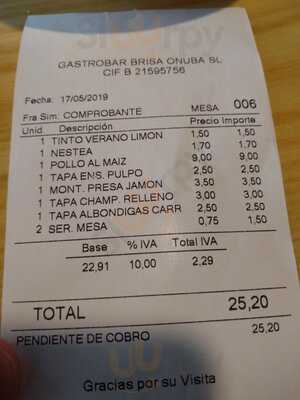 GASTROBAR BRISA ONUBA SL
CIF B 21595756
Fecha: 17/05/2019
Fra Sim: COMPROBANTE MESA 006
Unid. Descripción Precio Importe
1 TINTO VERANO LIMON 1,50 1,50
1 NESTEA 1,70 1,70
1 POLLO AL MAIZ 9,00 9,00
1 TAPA ENS. PULPO 2,50 2,50
1 MONT. PRESA JAMON 3,50 3,50
1 TAPA CHAMP. RELLENO 3,00 3,00
1 TAPA ALBONDIGAS CARR 2,50 2,50
2 SER. MESA 0,75 1,50
Base % IVA Total IVA
22,91 10,00 2,29
TOTAL 25,20
PENDIENTE DE COBRO 25,20
Gracias por su Visita